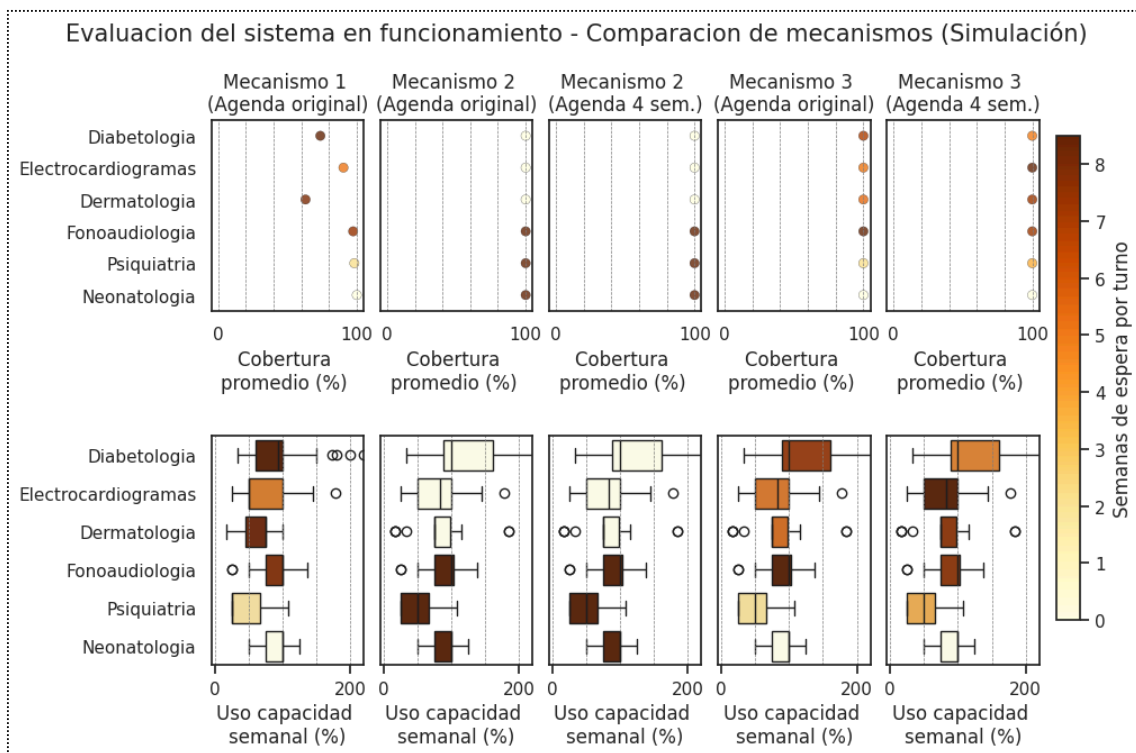 Evaluacion del sistema en funcionamiento - Comparacion de mecanismos (Simulación)
Mecanismo 1
(Agenda original)
Mecanismo 2
(Agenda original)
Mecanismo 2
(Agenda 4 sem.)
Mecanismo 3
(Agenda original)
Mecanismo 3
(Agenda 4 sem.)
Diabetologia
Electrocardiogramas
Dermatologia
Fonoaudiologia
Psiquiatria
Neonatologia
0 100
0 100
0 100
0 100
0 100
Cobertura
promedio (%)
Cobertura
promedio (%)
Cobertura
promedio (%)
Cobertura
promedio (%)
Cobertura
promedio (%)
Diabetologia
Electrocardiogramas
Dermatologia
Fonoaudiologia
Psiquiatria
Neonatologia
0 200
0 200
0 200
0 200
0 200
Uso capacidad
semanal (%)
Uso capacidad
semanal (%)
Uso capacidad
semanal (%)
Uso capacidad
semanal (%)
Uso capacidad
semanal (%)
8
7
6
5
4
3
2
1
0
Semanas de espera por turno